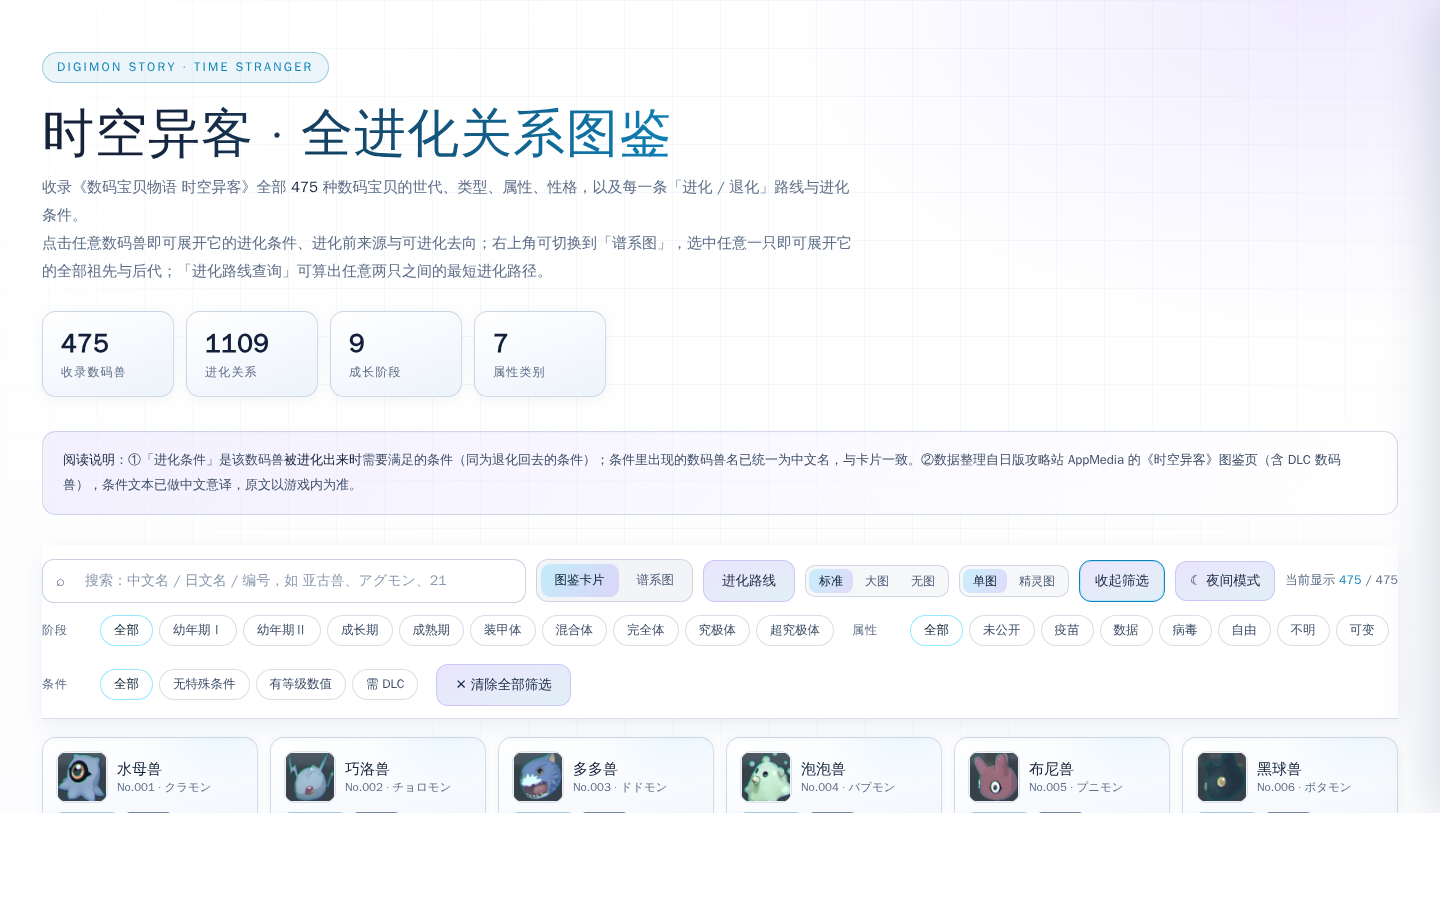 DIGIMON STORY · TIME STRANGER
时空异客 · 全进化关系图鉴
收录《数码宝贝物语 时空异客》全部 475 种数码宝贝的世代、类型、属性、性格，以及每一条「进化 / 退化」路线与进化
条件。
点击任意数码兽即可展开它的进化条件、进化前来源与可进化去向；右上角可切换到「谱系图」，选中任意一只即可展开它
的全部祖先与后代；「进化路线查询」可算出任意两只之间的最短进化路径。
475 1109 9 7
收录数码兽 进化关系 成长阶段 属性类别
阅读说明：①「进化条件」是该数码兽被进化出来时需要满足的条件（同为退化回去的条件）；条件里出现的数码兽名已统一为中文名，与卡片一致。②数据整理自日版攻略站 AppMedia 的《时空异客》图鉴页（含 DLC 数码
兽），条件文本已做中文意译，原文以游戏内为准。
⌕ 搜索：中文名 / 日文名 / 编号，如 亚古兽、アグモン、21 图鉴卡片 谱系图 进化路线 标准 大图 无图 单图 精灵图 收起筛选 ☾ 夜间模式 当前显示 475 / 475
阶段 全部 幼年期Ⅰ 幼年期Ⅱ 成长期 成熟期 装甲体 混合体 完全体 究极体 超究极体 属性 全部 未公开 疫苗 数据 病毒 自由 不明 可变
条件 全部 无特殊条件 有等级数值 需 DLC ✕ 清除全部筛选
水母兽 巧洛兽 多多兽 泡泡兽 布尼兽 黑球兽
No.001 · クラモン No.002 · チョロモン No.003 · ドドモン No.004 · バブモン No.005 · プニモン No.006 · ボタモン